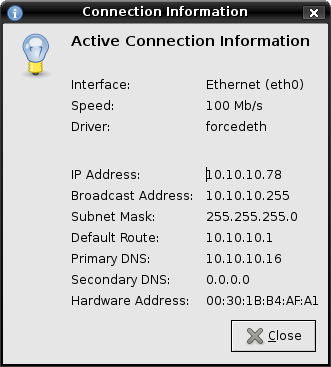 Connection Information
Active Connection Information
Interface: Ethernet (eth0)
Speed: 100 Mb/s
Driver: forcedeth
IP Address: 10.10.10.78
Broadcast Address: 10.10.10.255
Subnet Mask: 255.255.255.0
Default Route: 10.10.10.1
Primary DNS: 10.10.10.16
Secondary DNS: 0.0.0.0
Hardware Address: 00:30:1B:B4:AF:A1
Close